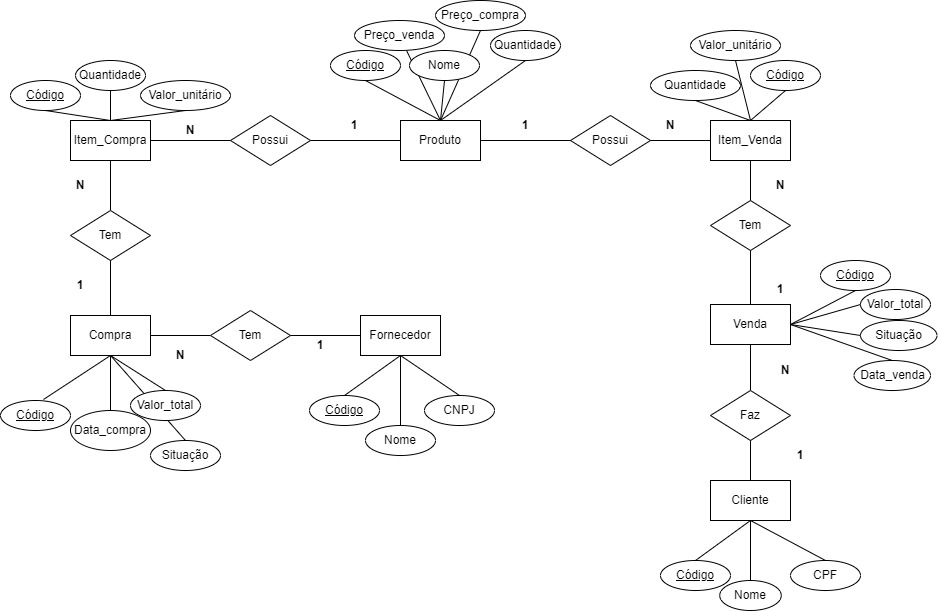 Preço_compra
Preço_venda
Quantidade
Código
Nome
Valor_unitário
Quantidade
Código
Quantidade
Código
Valor_unitário
Item_Compra
N
Possui
1
Produto
1
Possui
N
Item_Venda
N
Tem
1
N
Tem
1
Compra
N
Tem
1
Fornecedor
Código
Data_compra
Valor_total
Situação
Código
Nome
CNPJ
Venda
Código
Valor_total
Situação
Data_venda
N
Faz
1
Cliente
Código
Nome
CPF